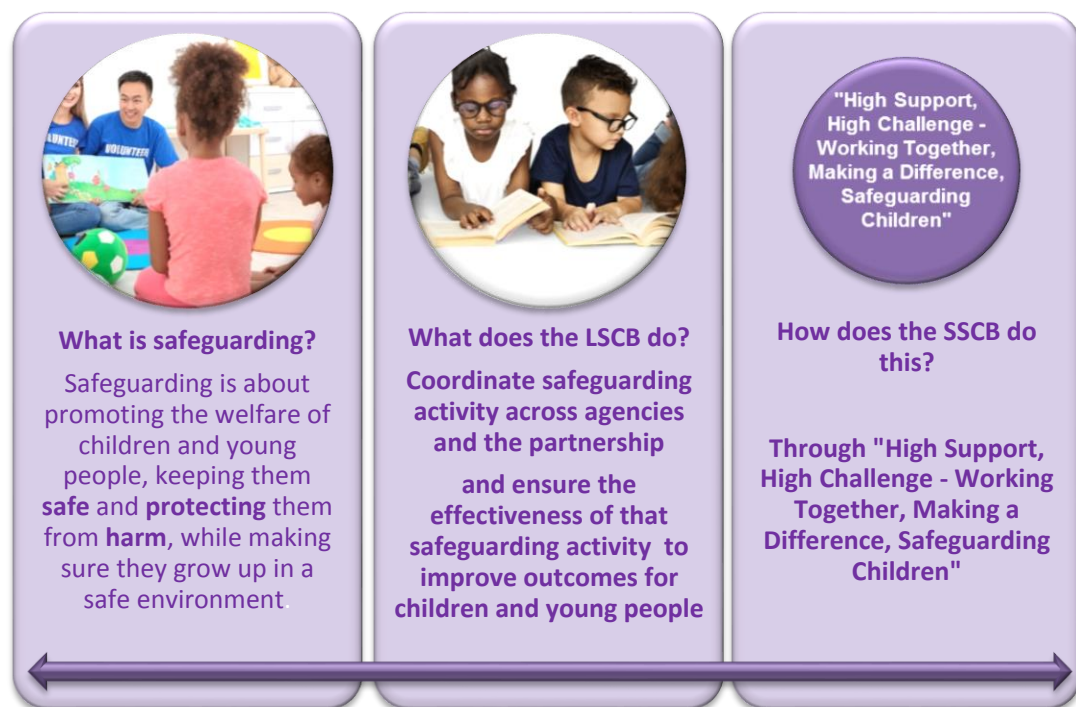 VOLUNTEER
What is safeguarding?
Safeguarding is about
promoting the welfare of
children and young
people, keeping them
safe and protecting them
from harm, while making
sure they grow up in a
safe environment.
What does the LSCB do?
Coordinate safeguarding
activity across agencies
and the partnership
and ensure the
effectiveness of that
safeguarding activity to
improve outcomes for
children and young people
"High Support,
High Challenge -
Working Together,
Making a Difference,
Safeguarding
Children"
How does the SSCB do
this?
Through "High Support,
High Challenge - Working
Together, Making a
Difference, Safeguarding
Children"